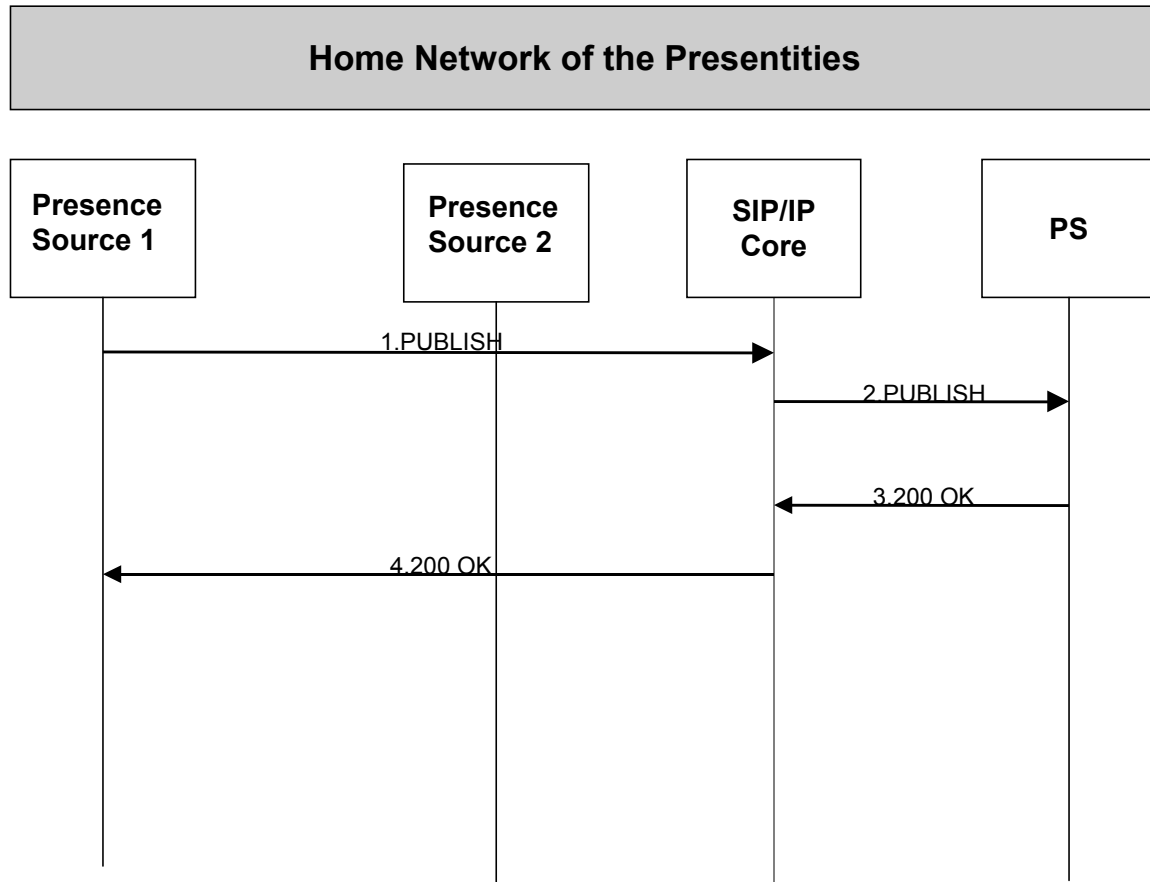 Home Network of the Presentities
Presence
Source 1
Presence
Source 2
SIP/IP
Core
PS
1.PUBLISH
2.PUBLISH
3.200 OK
4.200 OK